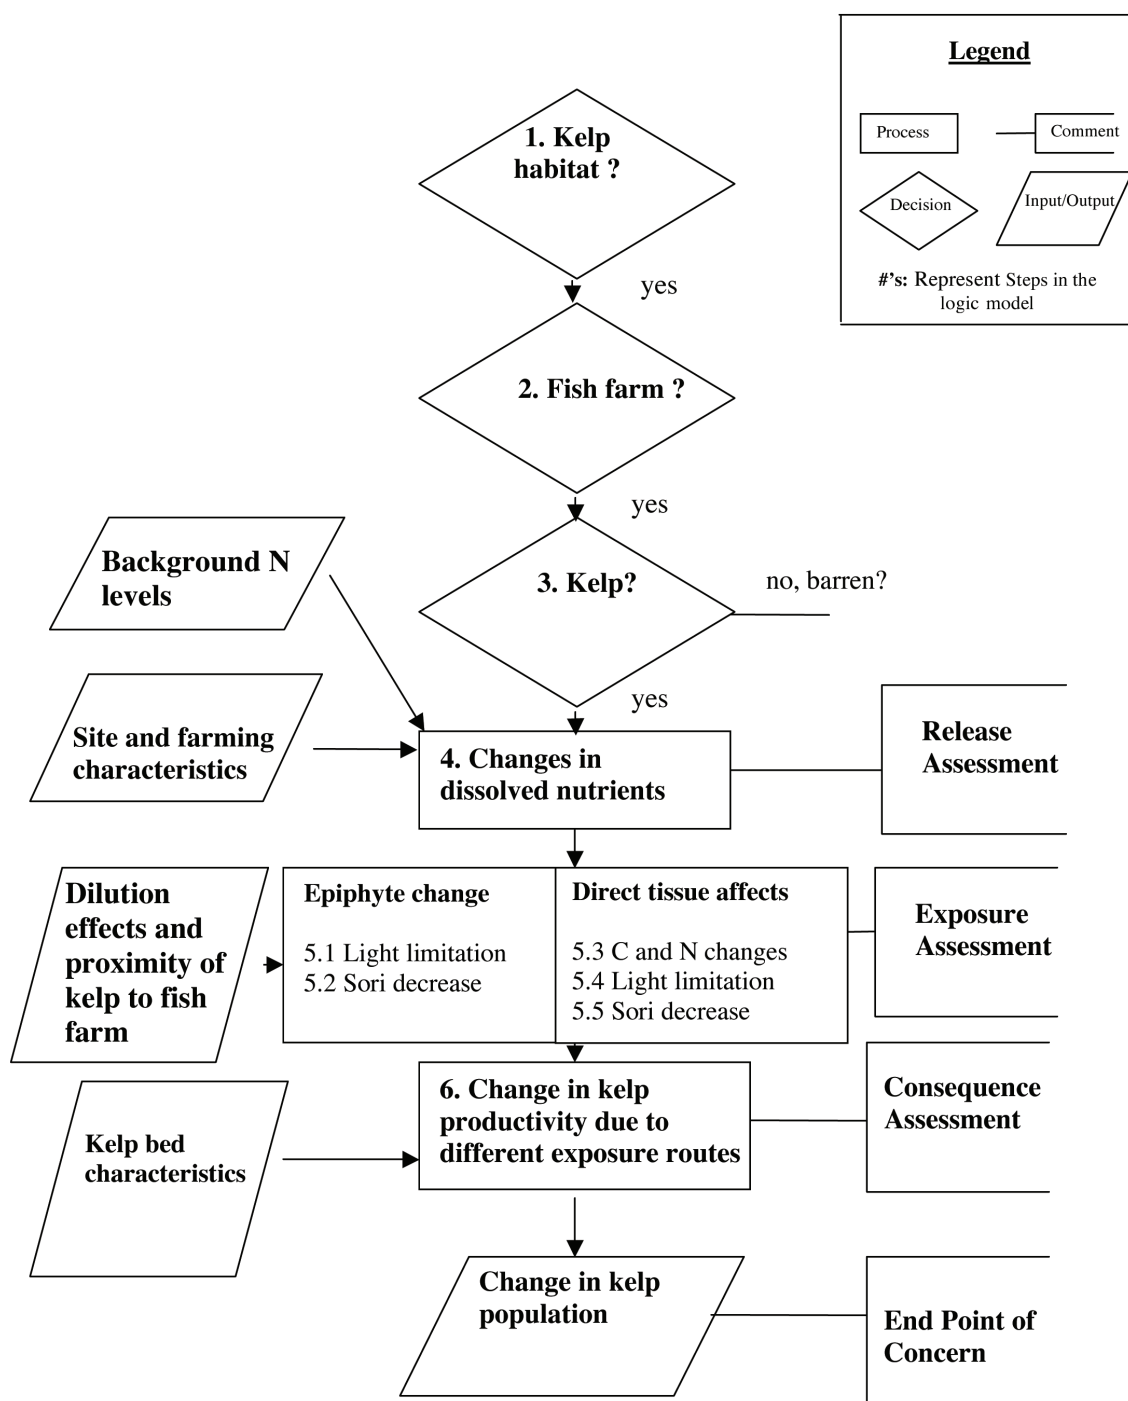 Legend
Process
Comment
Decision
Input/Output
#'s: Represent Steps in the
logic model
1. Kelp
habitat ?
yes
2. Fish farm ?
yes
3. Kelp?
no, barren?
yes
Background N
levels
Site and farming
characteristics
4. Changes in
dissolved nutrients
Release
Assessment
Dilution
effects and
proximity of
kelp to fish
farm
Epiphyte change
5.1 Light limitation
5.2 Sori decrease
Direct tissue affects
5.3 C and N changes
5.4 Light limitation
5.5 Sori decrease
Exposure
Assessment
Kelp bed
characteristics
6. Change in kelp
productivity due to
different exposure routes
Consequence
Assessment
Change in kelp
population
End Point of
Concern